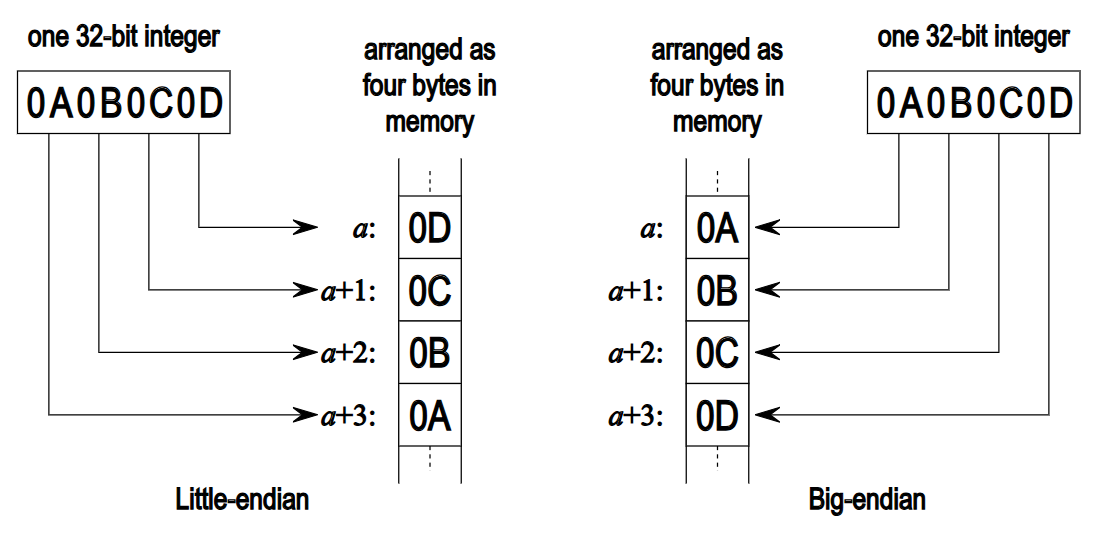 one 32-bit integer
0A0B0C0D
arranged as
four bytes in
memory
a: 0D
a+1: 0C
a+2: 0B
a+3: 0A
Little-endian
arranged as
four bytes in
memory
one 32-bit integer
0A0B0C0D
a: 0A
a+1: 0B
a+2: 0C
a+3: 0D
Big-endian